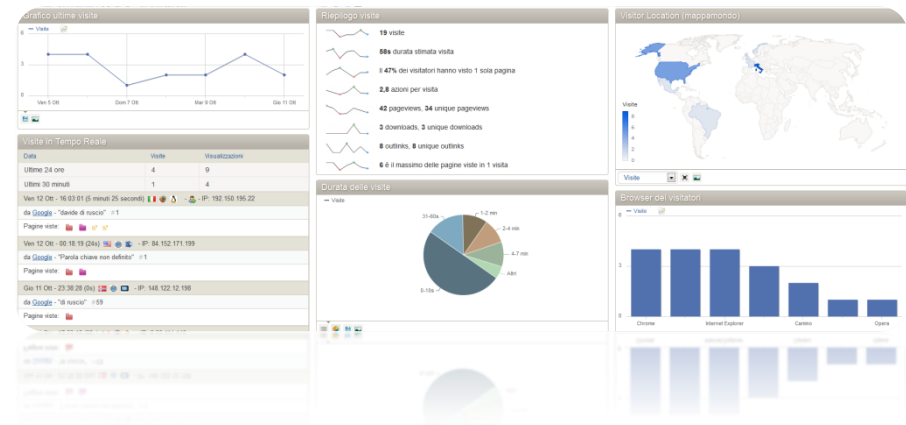 Grafico ultime visite
6
Visite
3
0
Ven 5 Ott
Dom 7 Ott
Mar 9 Ott
Gio 11 Ott
Visite in Tempo Reale
Data Visite Visualizzazioni
Ultime 24 ore 4 9
Ultimi 30 minuti 1 4
Ven 12 Ott - 16:03:01 (5 minuti 25 secondi) - - IP: 192.150.195.22
da Google - "davide di ruscio" #1
Pagine viste:
Ven 12 Ott - 00:18:19 (24s) - IP: 84.152.171.199
da Google - "Parola chiave non definito" #1
Pagine viste:
Gio 11 Ott - 23:38:28 (0s) - IP: 148.122.12.198
da Google - "di ruscio" #59
Pagine viste:
Riepilogo visite
19 visite
58s durata stimata visita
Il 47% dei visitatori hanno visto 1 sola pagina
2,8 azioni per visita
42 pageviews, 34 unique pageviews
3 downloads, 3 unique downloads
8 outlinks, 8 unique outlinks
6 è il massimo delle pagine viste in 1 visita
Durata delle visite
Visite
31-60s
1-2 min
2-4 min
4-7 min
Altri
0-10s
Visitor Location (mappamondo)
Visite
8
6
4
2
0
Visite
Browser dei visitatori
6
Visite
3
0
Chrome
Internet Explorer
Camino
Opera